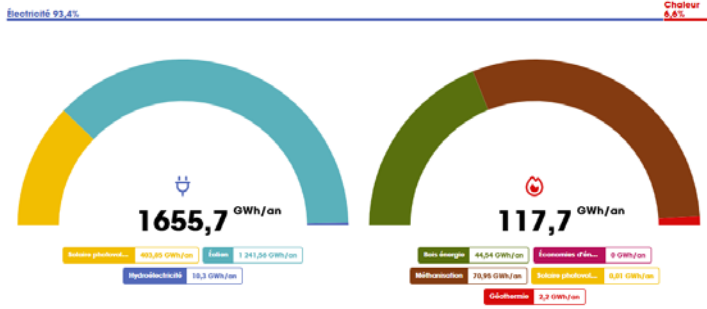 Électricité 93,4%
Chaleur
6,6%
1655,7 GWh/an
117,7 GWh/an
Solaire photovol... 403,85 GWh/an
Éolien 1 241,56 GWh/an
Hydroélectricité 10,3 GWh/an
Bois énergie 44,54 GWh/an
Économies d'én... 0 GWh/an
Méthanisation 70,95 GWh/an
Solaire photovol... 0,01 GWh/an
Géothermie 2,2 GWh/an